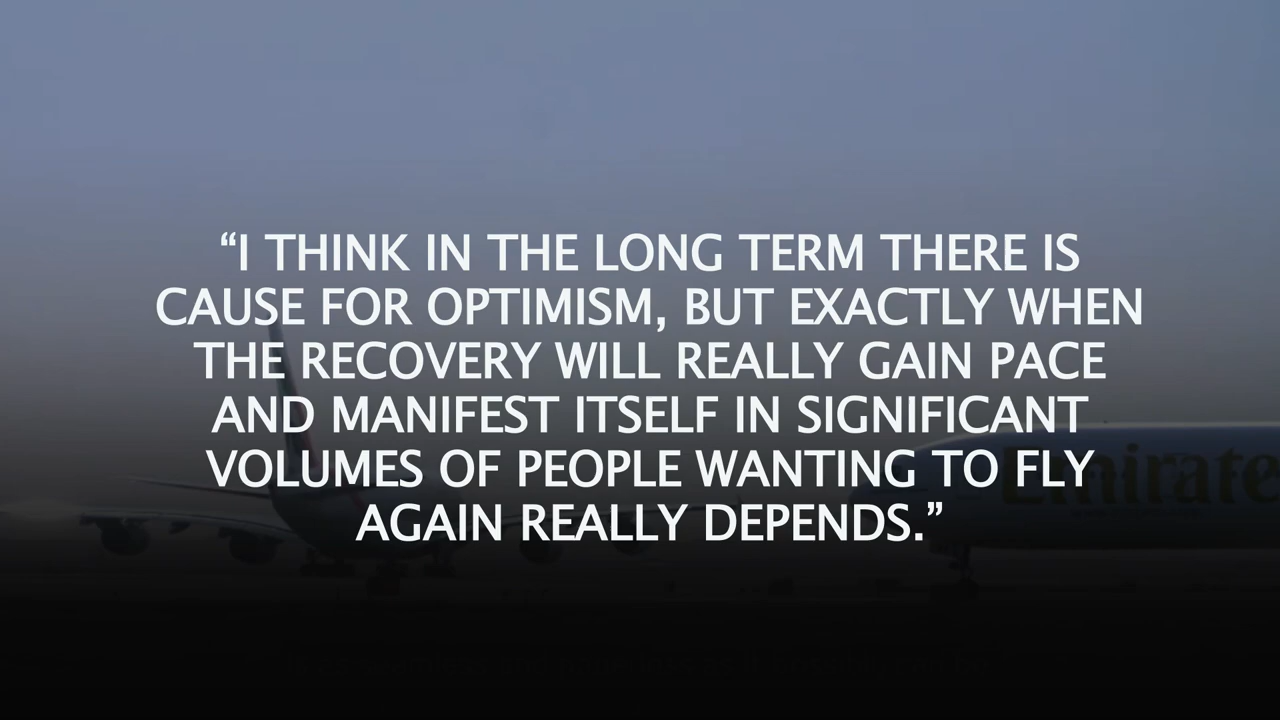 “I THINK IN THE LONG TERM THERE IS
CAUSE FOR OPTIMISM, BUT EXACTLY WHEN
THE RECOVERY WILL REALLY GAIN PACE
AND MANIFEST ITSELF IN SIGNIFICANT
VOLUMES OF PEOPLE WANTING TO FLY
AGAIN REALLY DEPENDS.”
Emirate